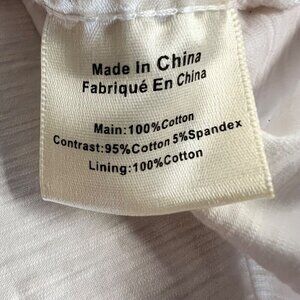 Made In China
Fabriqué En China
Main:100%Cotton
Contrast:95%Cotton 5%Spandex
Lining:100%Cotton